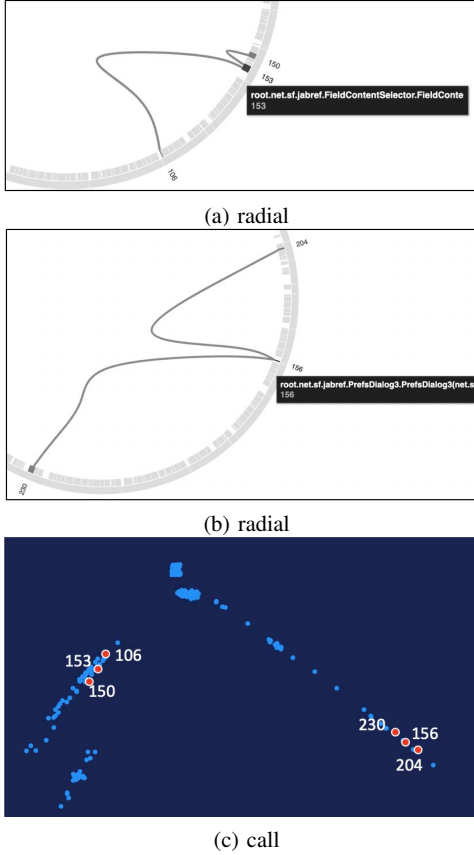 150
153
root.net.sf.jabref.FieldContentSelector.FieldConte
153
106
(a) radial
204
156
root.net.sf.jabref.PrefsDialog3.PrefsDialog3(net.s
156
230
(b) radial
153 106
150
230 156
204
(c) call